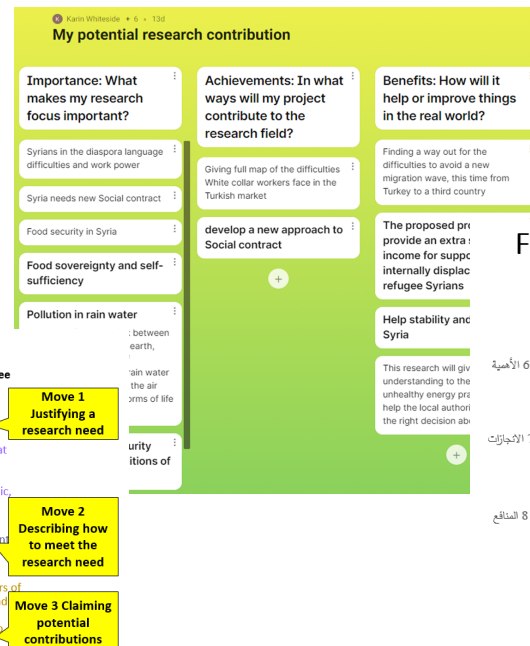 Karin Whiteside + 6 • 13d
My potential research contribution
Importance: What
makes my research
focus important?
Syrians in the diaspora language
difficulties and work power
Syria needs new Social contract
Food security in Syria
Food sovereignty and self-
sufficiency
Pollution in rain water
between
earth,
rain water
the air
orms of life
urity
itions of
Achievements: In what
ways will my project
contribute to the
research field?
Giving full map of the difficulties
White collar workers face in the
Turkish market
develop a new approach to
Social contract
Benefits: How will it
help or improve things
in the real world?
Finding a way out for the
difficulties to avoid a new
migration wave, this time from
Turkey to a third country
The proposed pro
provide an extra
income for suppo
internally displac
refugee Syrians
Help stability and
Syria
This research will giv
understanding to the
unhealthy energy pra
help the local authori
the right decision abo
F
6 الأهمية
7 الانجازات
8 المنافع
ee
Move 1
Justifying a
research need
at
ic,
Move 2
Describing how
to meet the
research need
nt
rs of
d
Move 3 Claiming
potential
contributions